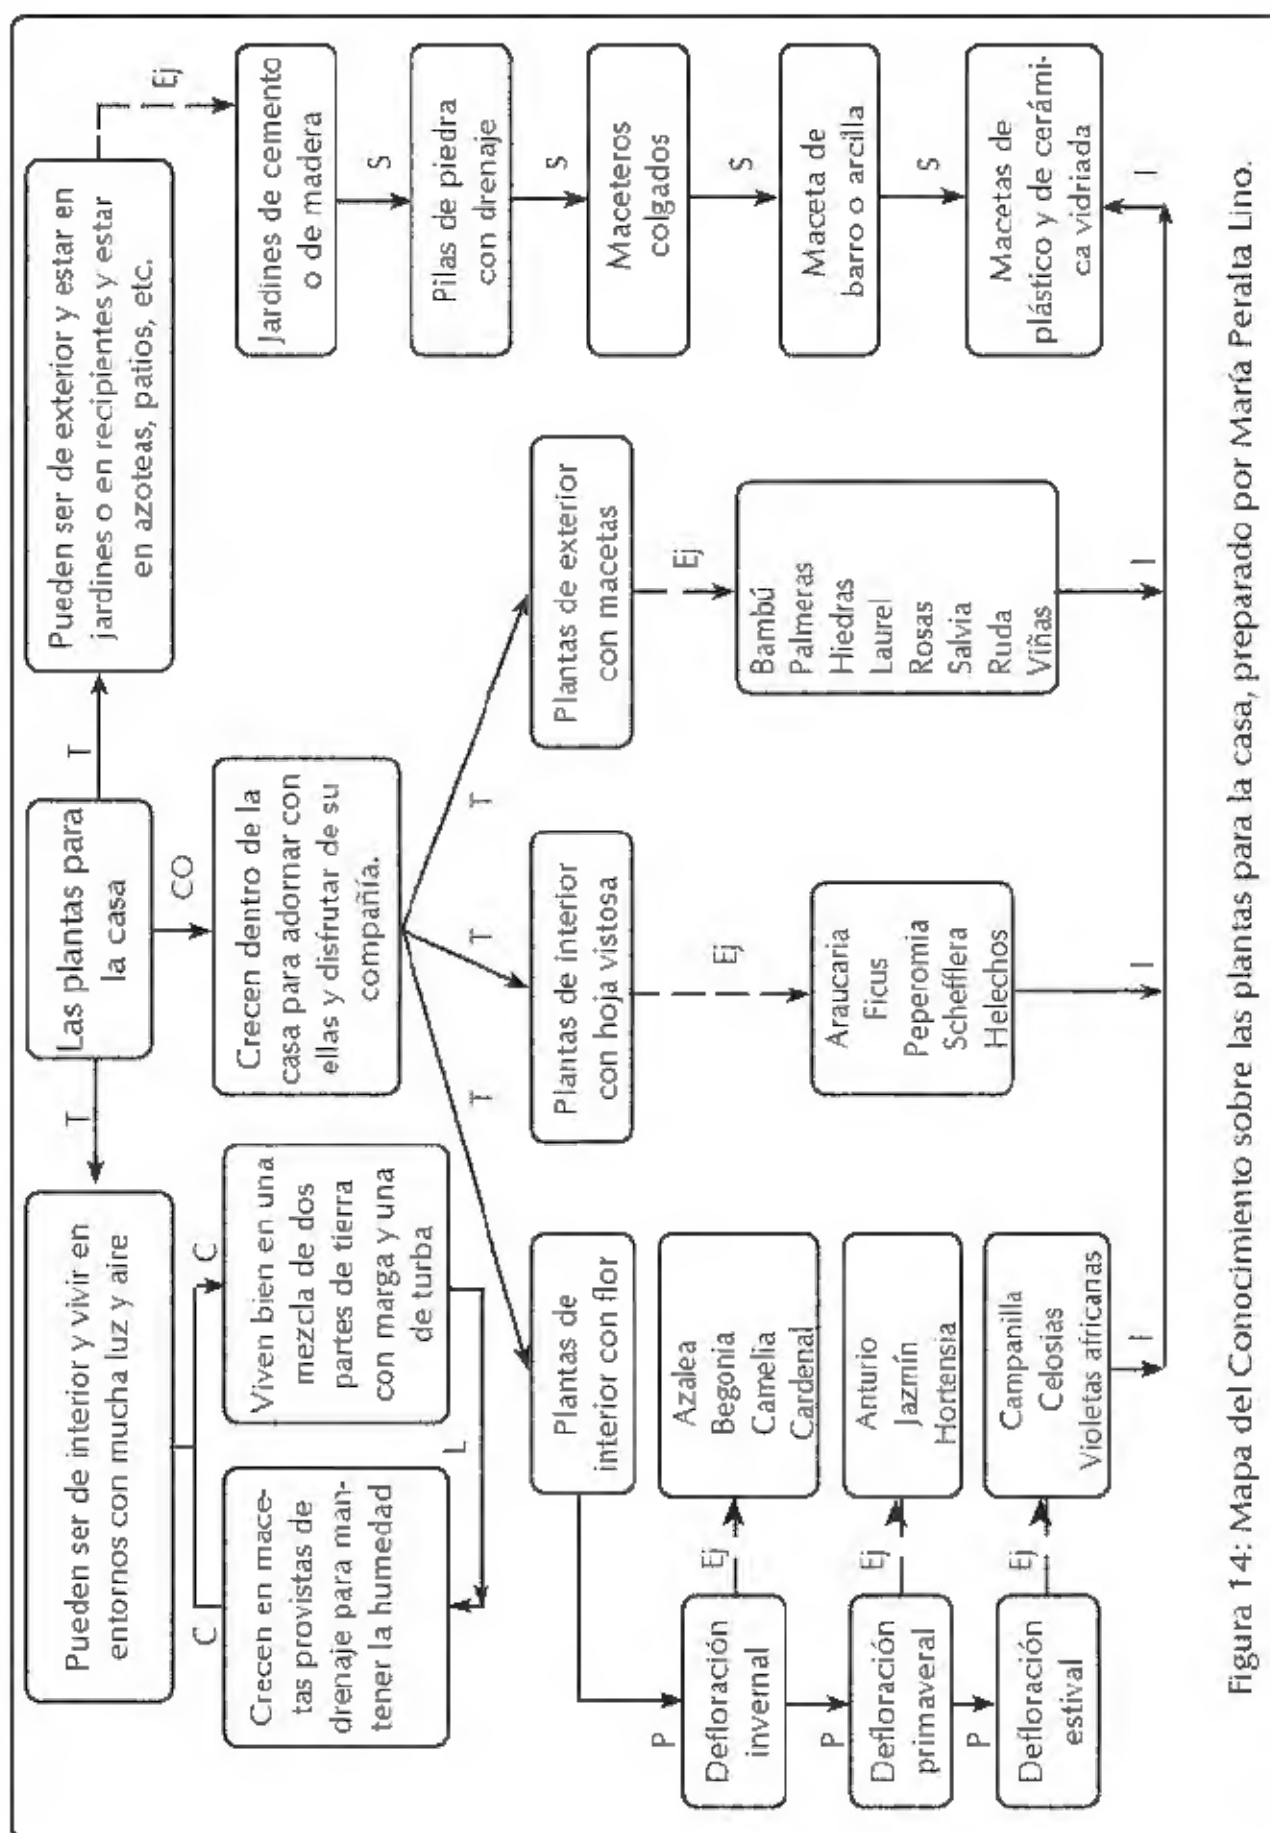 Las plantas para
la casa
T
T
CO
Pueden ser de interior y vivir en
entornos con mucha luz y aire
C
C
Crecen en mace-
tas provistas de
drenaje para man-
tener la humedad
Viven bien en una
mezcla de dos
partes de tierra
con marga y una
de turba
L
Crecen dentro de la
casa para adornar con
ellas y disfrutar de su
compañía.
Pueden ser de exterior y estar en
jardines o en recipientes y estar
en azoteas, patios, etc.
Ej
Jardines de cemento
o de madera
S
Pilas de piedra
con drenaje
S
Maceteros
colgados
S
Maceta de
barro o arcilla
S
Macetas de
plástico y de cerámi-
ca vidriada
I
T
T
T
Plantas de
interior con flor
P
Defloración
invernal
Ej
Azalea
Begonia
Camelia
Cardenal
P
Defloración
primaveral
Ej
Anturio
Jazmín
Hortensia
P
Defloración
estival
Ej
Campanilla
Celosias
Violetas africanas
I
Plantas de interior
con hoja vistosa
Ej
Araucaria
Ficus
Peperomia
Schefflera
Helechos
I
Plantas de exterior
con macetas
Ej
Bambú
Palmeras
Hiedras
Laurel
Rosas
Salvia
Ruda
Viñas
I
Figura 14: Mapa del Conocimiento sobre las plantas para la casa, preparado por María Peralta Lino.